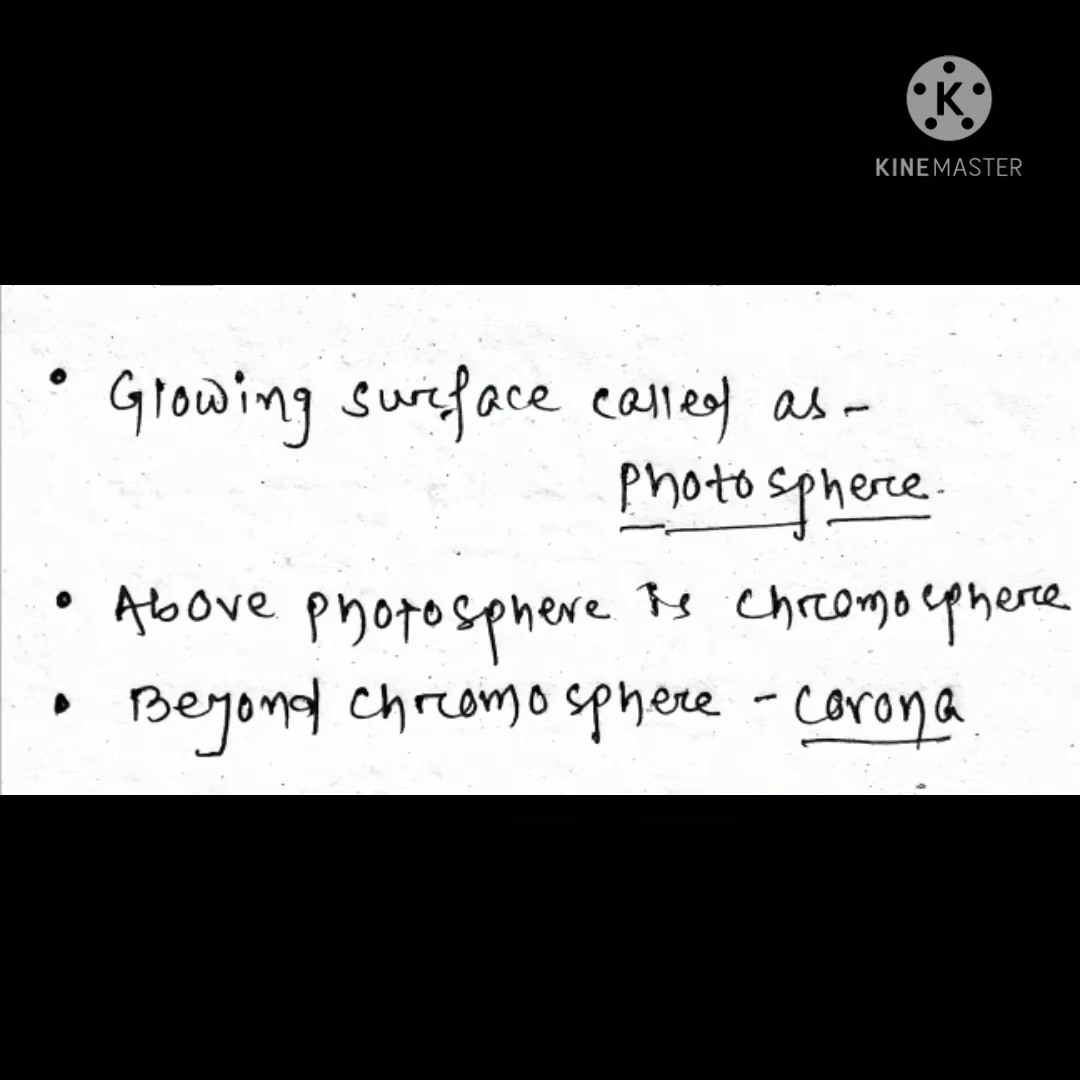 K
KINEMASTER
• Glowing surface called as -
photosphere.
• Above photosphere is chromosphere
• Beyond chromosphere - corona